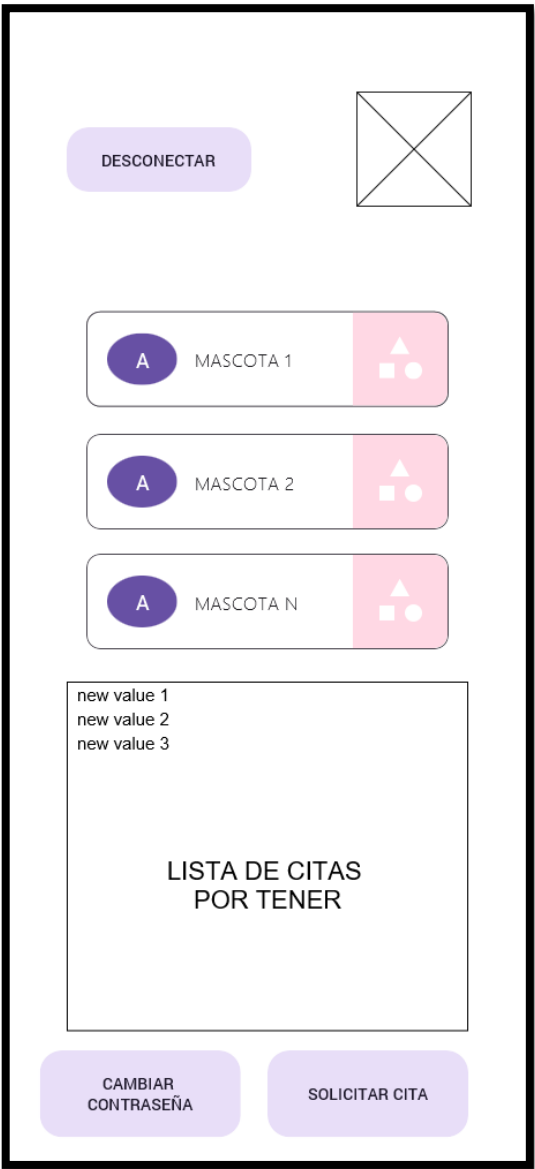 DESCONECTAR
A
MASCOTA 1
A
MASCOTA 2
A
MASCOTA N
new value 1
new value 2
new value 3
LISTA DE CITAS
POR TENER
CAMBIAR
CONTRASEÑA
SOLICITAR CITA